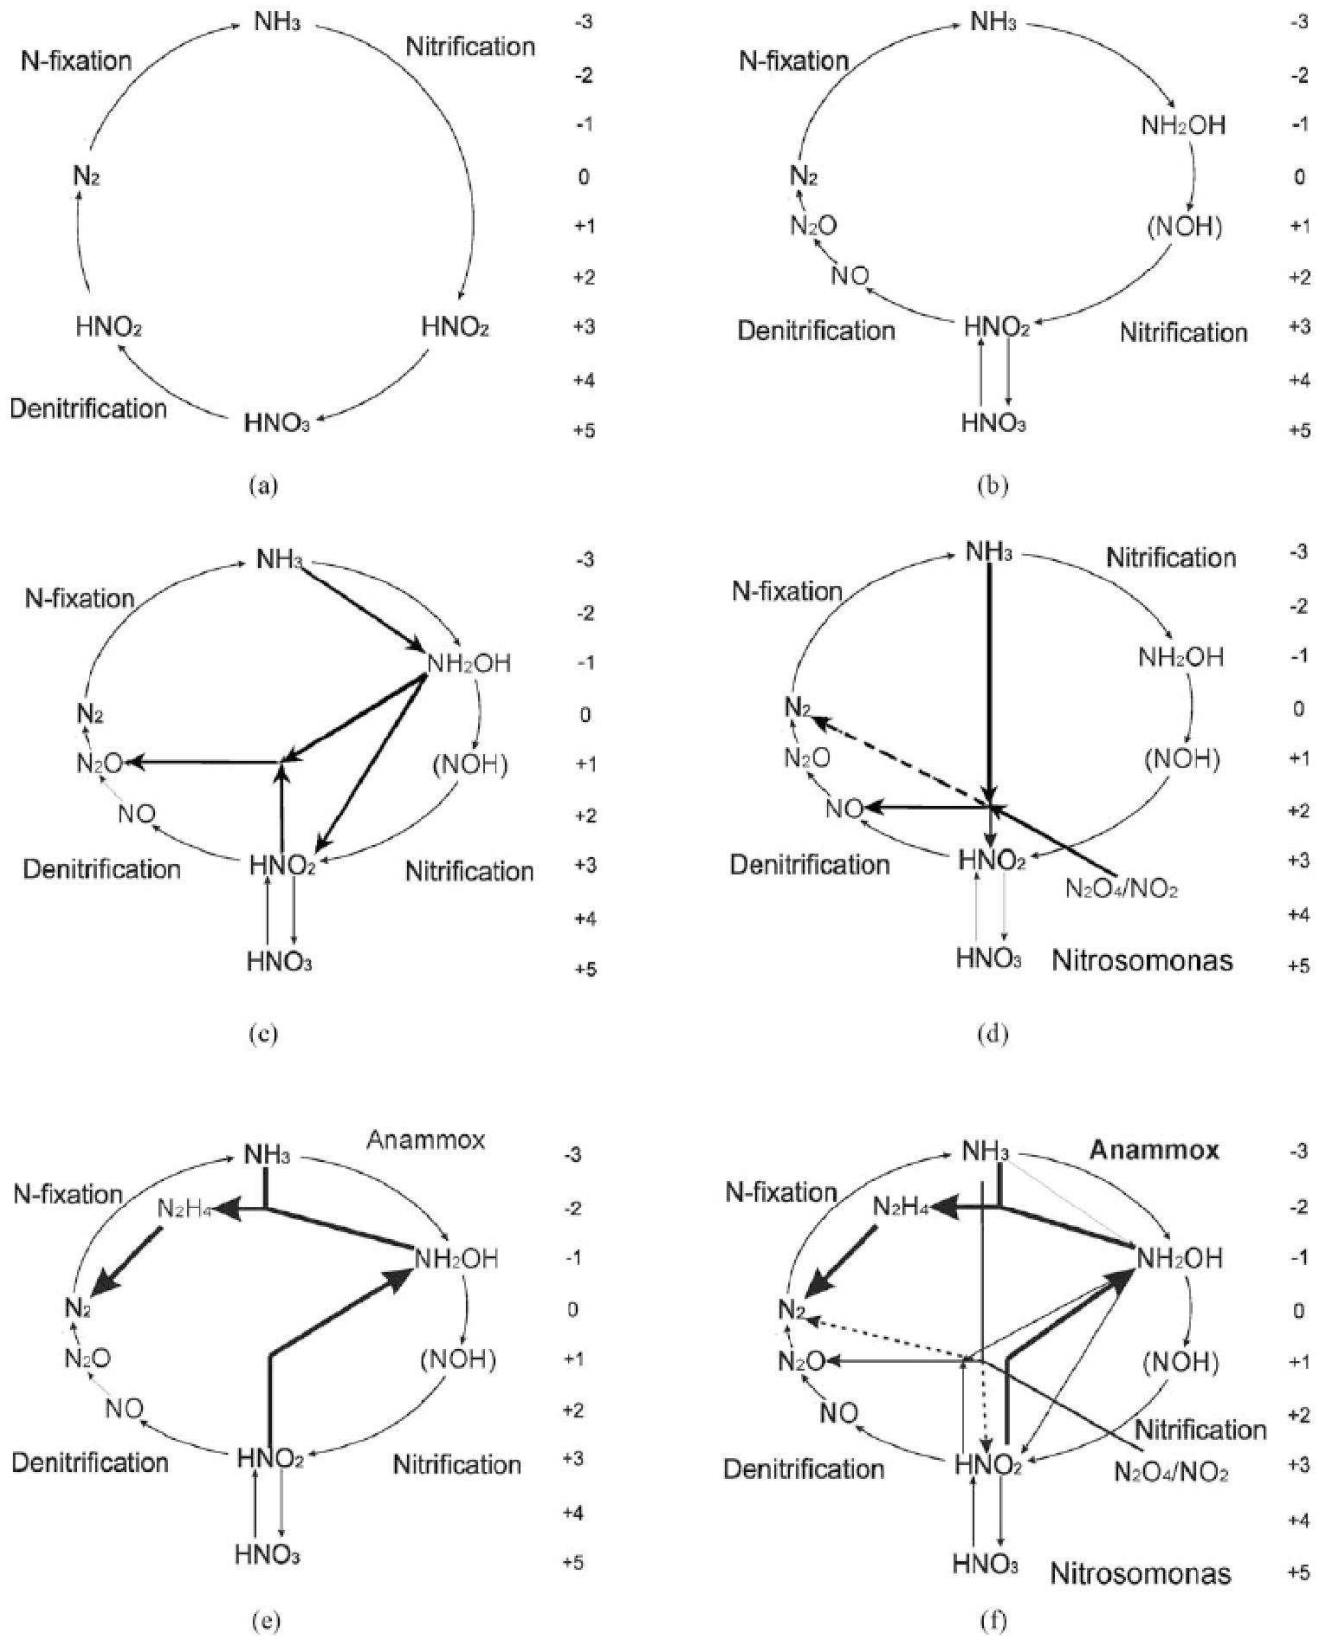 NH₃
-3
N-fixation
Nitrification
-2
-1
N₂
0
+1
+2
HNO₂
HNO₂
+3
+4
Denitrification
HNO₃
+5
(a)
NH₃
-3
N-fixation
-2
NH₂OH
-1
N₂
0
N₂O
(NOH)
+1
NO
+2
HNO₂
+3
Denitrification
Nitrification
+4
HNO₃
+5
(b)
NH₃
-3
N-fixation
-2
NH₂OH
-1
N₂
0
N₂O
(NOH)
+1
NO
+2
HNO₂
+3
Denitrification
Nitrification
+4
HNO₃
+5
(c)
NH₃
-3
Nitrification
N-fixation
-2
NH₂OH
-1
N₂
0
N₂O
(NOH)
+1
NO
+2
HNO₂
+3
Denitrification
N₂O₄/NO₂
+4
HNO₃
Nitrosomonas
+5
(d)
Anammox
NH₃
-3
N-fixation
N₂H₄
-2
NH₂OH
-1
N₂
0
N₂O
(NOH)
+1
NO
+2
HNO₂
+3
Denitrification
Nitrification
+4
HNO₃
+5
(e)
NH₃
Anammox
-3
N-fixation
N₂H₄
-2
NH₂OH
-1
N₂
0
N₂O
(NOH)
+1
NO
+2
Nitrification
HNO₂
+3
Denitrification
N₂O₄/NO₂
+4
HNO₃
Nitrosomonas
+5
(f)